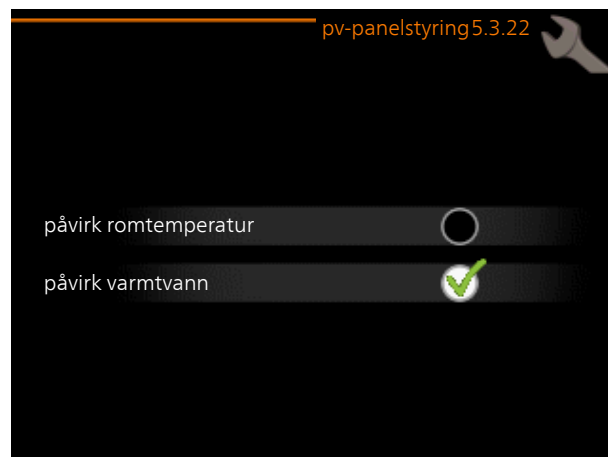 pv-panelstyring 5.3.22
påvirk romtemperatur
påvirk varmtvann